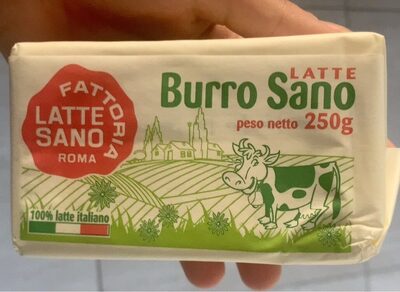 FATTORIA
LATTE
SANO
ROMA
LATTE
Burro Sano
peso netto 250g
100% latte italiano